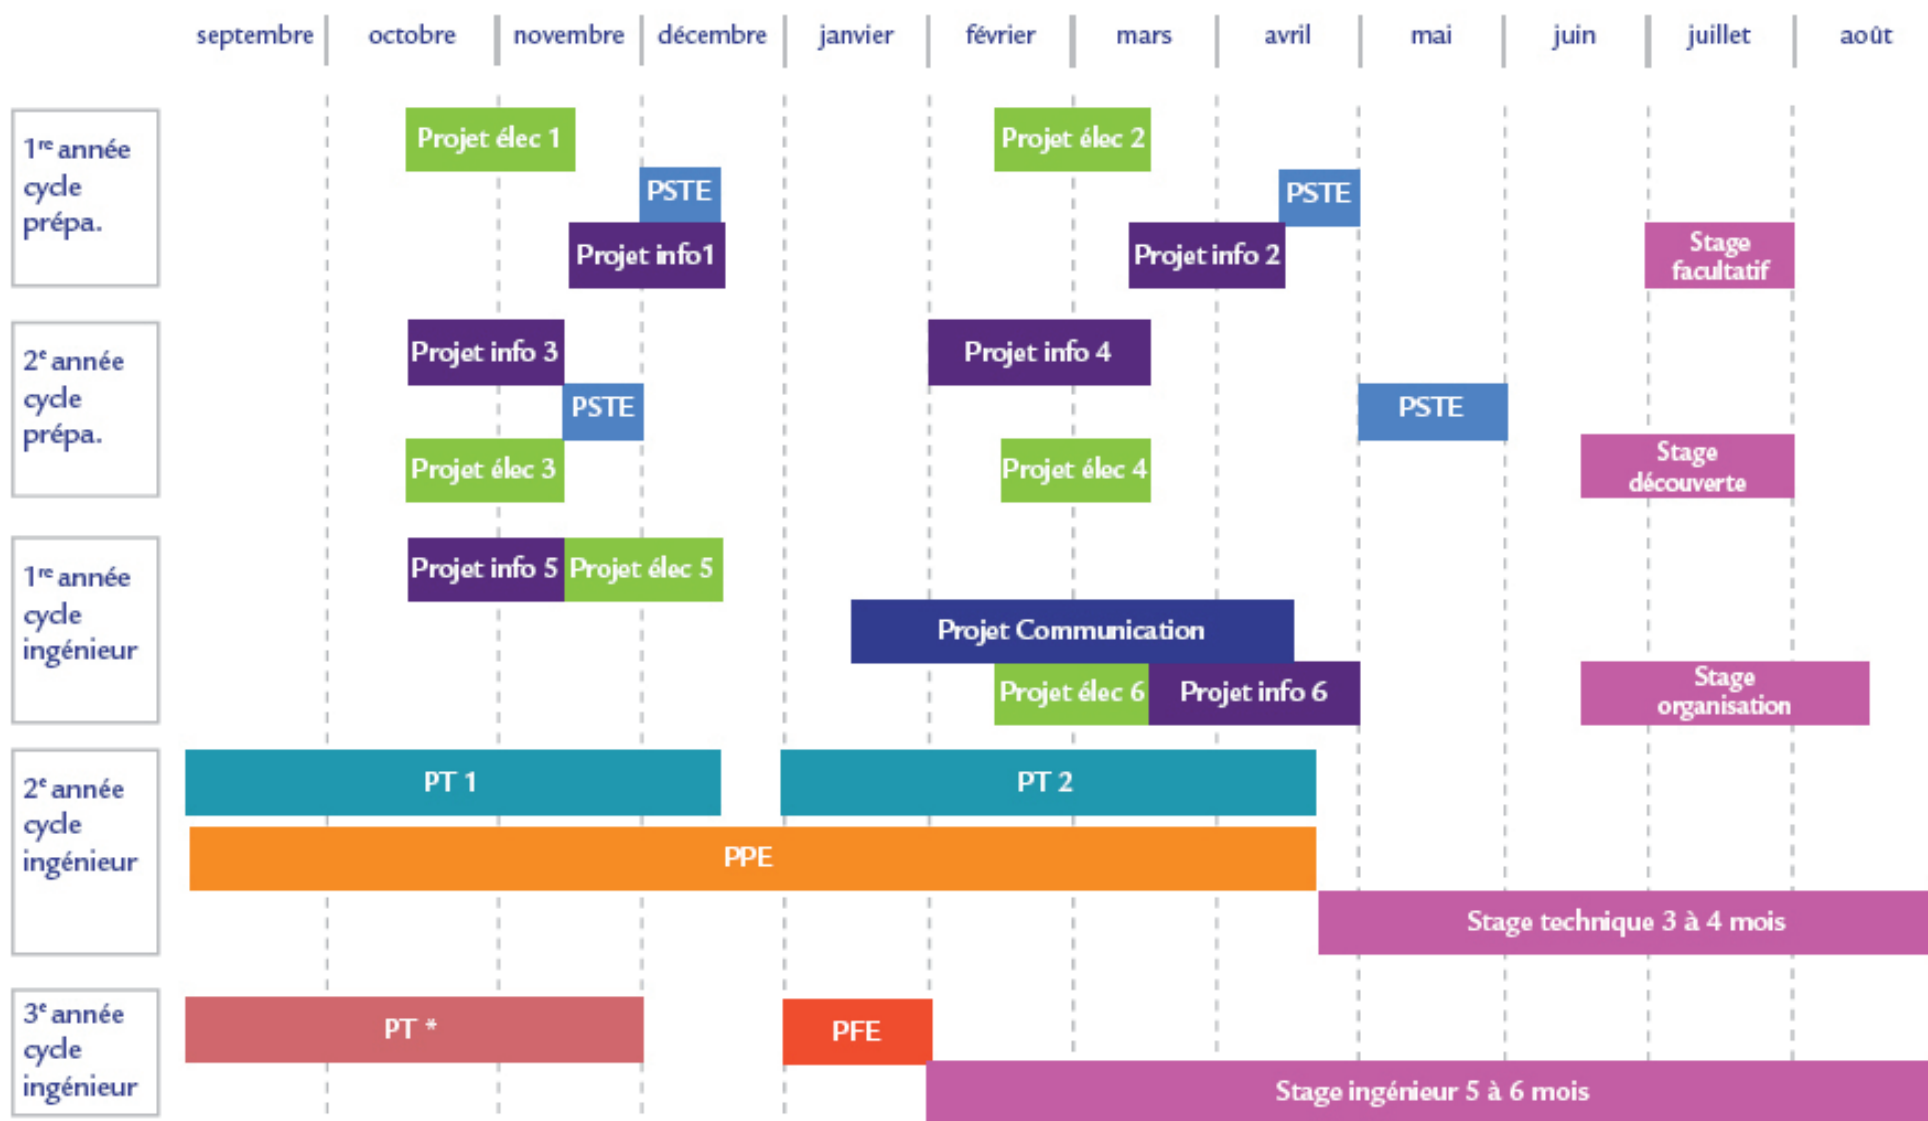 septembre octobre novembre décembre janvier février mars avril mai juin juillet août
1re année
cycle
prépa.
Projet élec 1
Projet élec 2
PSTE
PSTE
Projet info1
Projet info 2
Stage
facultatif
2e année
cycle
prépa.
Projet info 3
Projet info 4
PSTE
PSTE
Projet élec 3
Projet élec 4
Stage
découverte
1re année
cycle
ingénieur
Projet info 5
Projet élec 5
Projet Communication
Projet élec 6
Projet info 6
Stage
organisation
2e année
cycle
ingénieur
PT 1
PT 2
PPE
Stage technique 3 à 4 mois
3e année
cycle
ingénieur
PT *
PFE
Stage ingénieur 5 à 6 mois